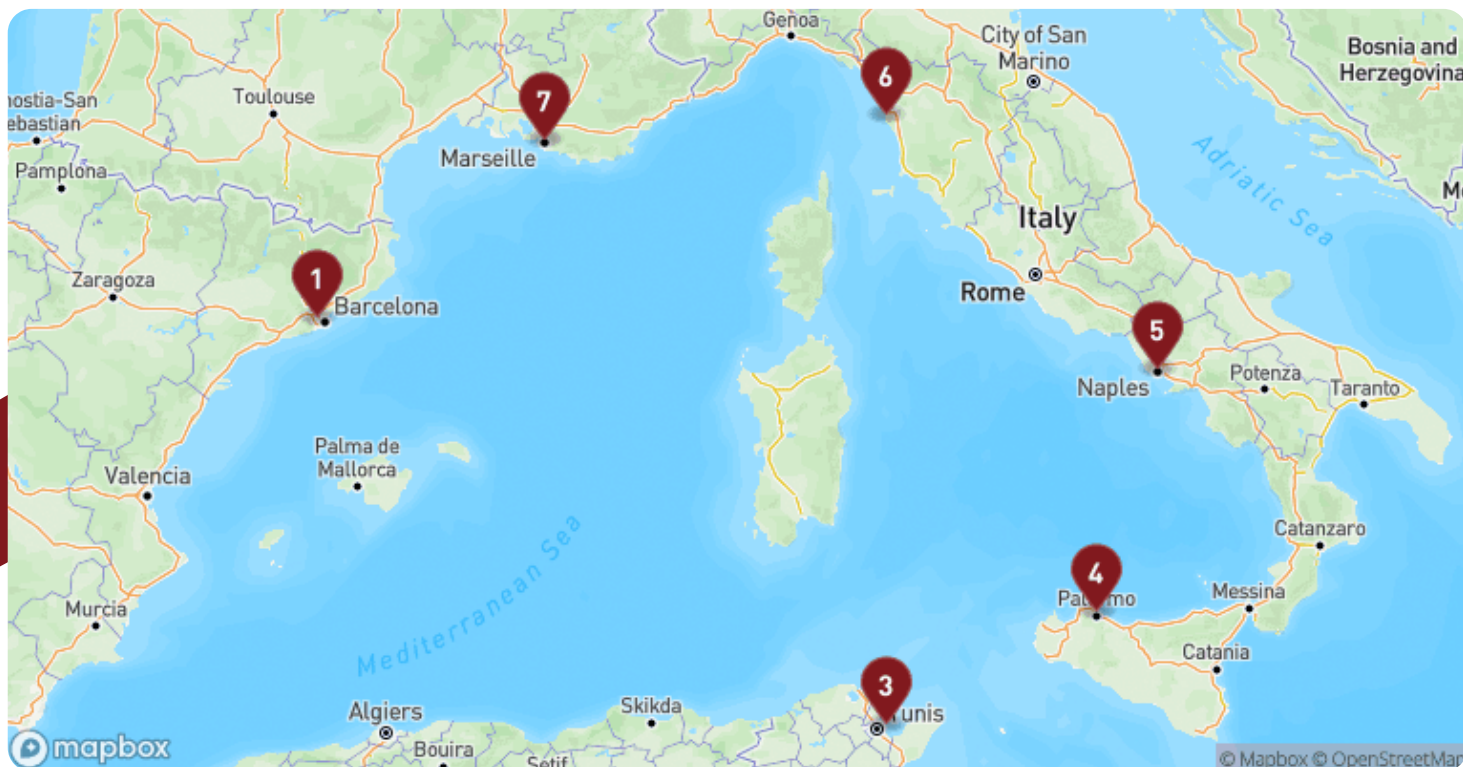 Genoa
City of San
Marino
Bosnia and
Herzegovina
6
Toulouse
nostia-San
ebastian
7
Marseille
Pamplona
Adriatic Sea
Italy
1
Zaragoza
Barcelona
Rome
5
Naples
Potenza
Taranto
Palma de
Mallorca
Valencia
Mediterranean Sea
Catanzaro
4
Murcia
Messina
Catania
3
Algiers
Skikda
Bouira
mapbox
© Mapbox © OpenStreetMap